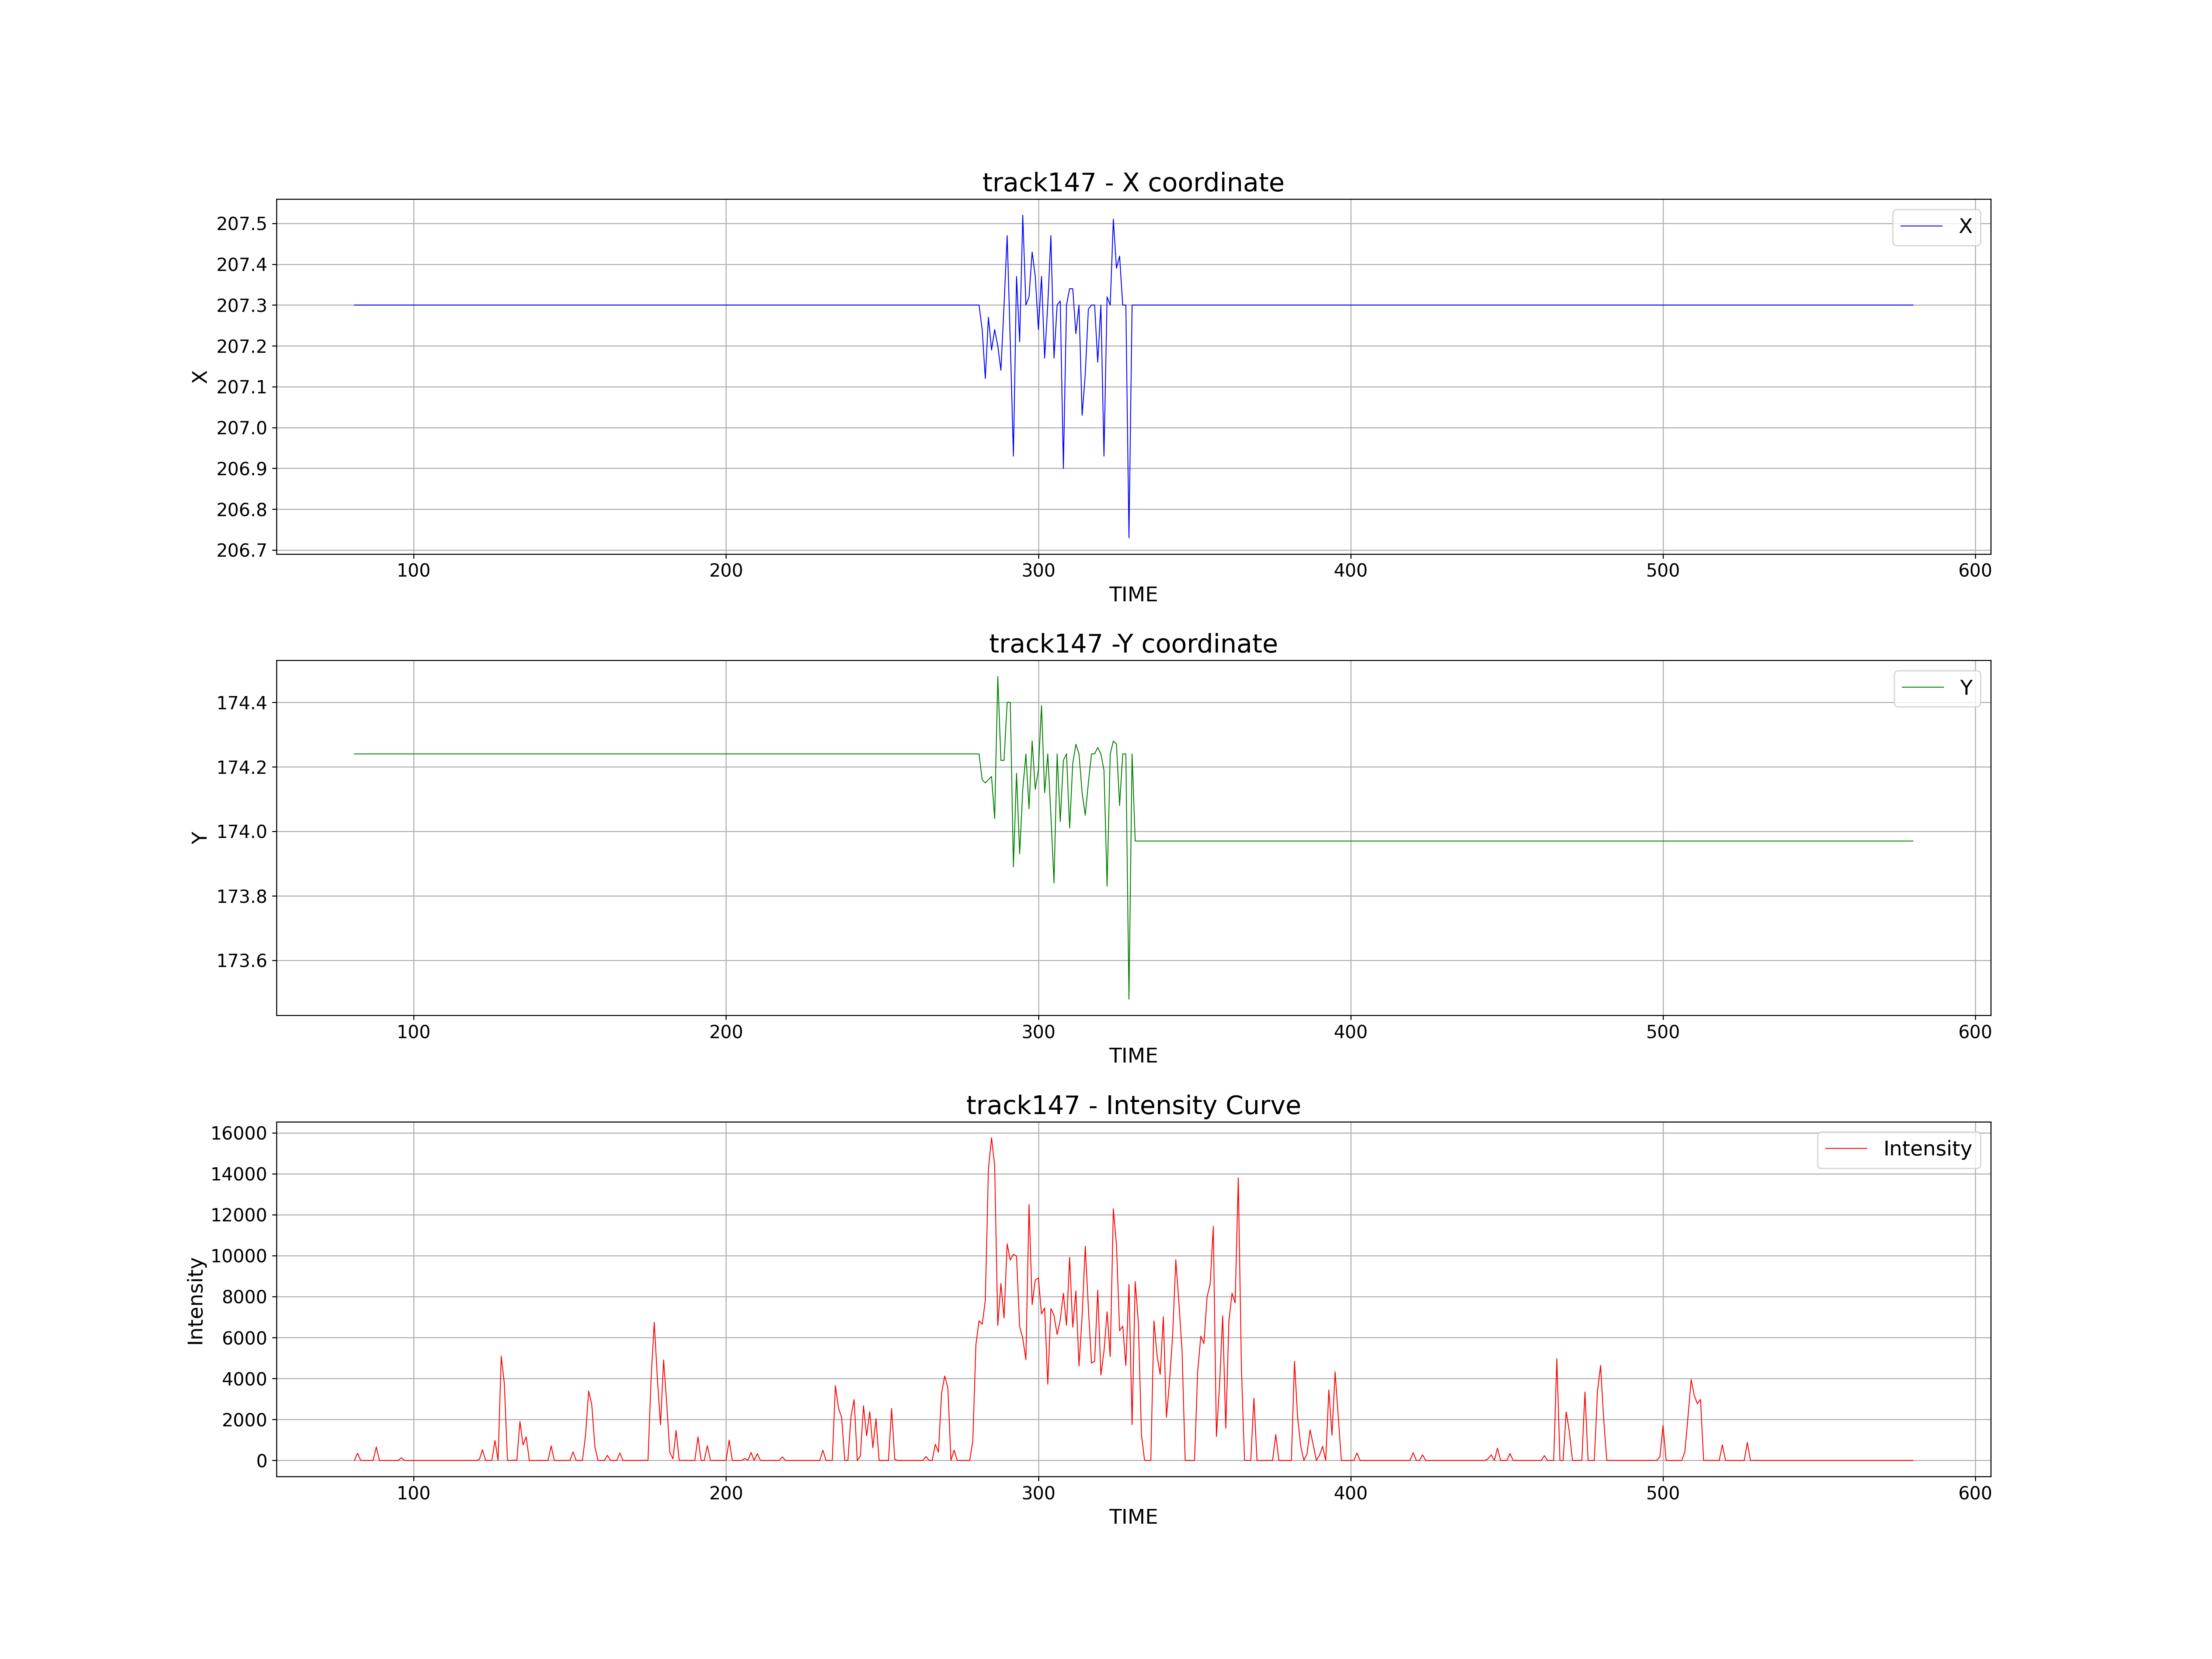 track147 - X coordinate
X
207.5
207.4
207.3
207.2
207.1
207.0
206.9
206.8
206.7
X
100 200 300 400 500 600
TIME
track147 -Y coordinate
Y
174.4
174.2
174.0
173.8
173.6
Y
100 200 300 400 500 600
TIME
track147 - Intensity Curve
Intensity
16000
14000
12000
10000
8000
6000
4000
2000
0
Intensity
100 200 300 400 500 600
TIME